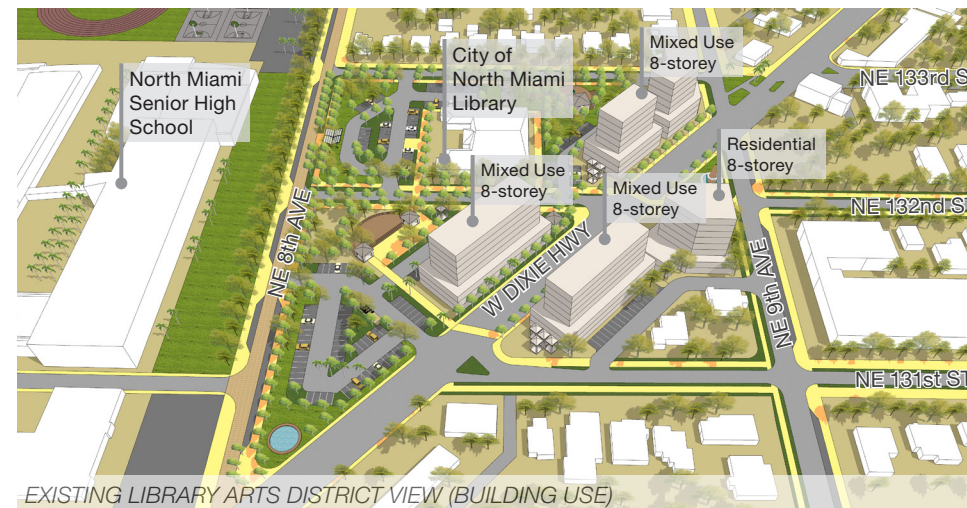 North Miami
Senior High
School
City of
North Miami
Library
Mixed Use
8-storey
NE 133rd S
Residential
8-storey
Mixed Use
8-storey
Mixed Use
8-storey
NE 132nd S
NE 8th AVE
W DIXIE HWY
NE 9th AVE
NE 131st ST
EXISTING LIBRARY ARTS DISTRICT VIEW (BUILDING USE)